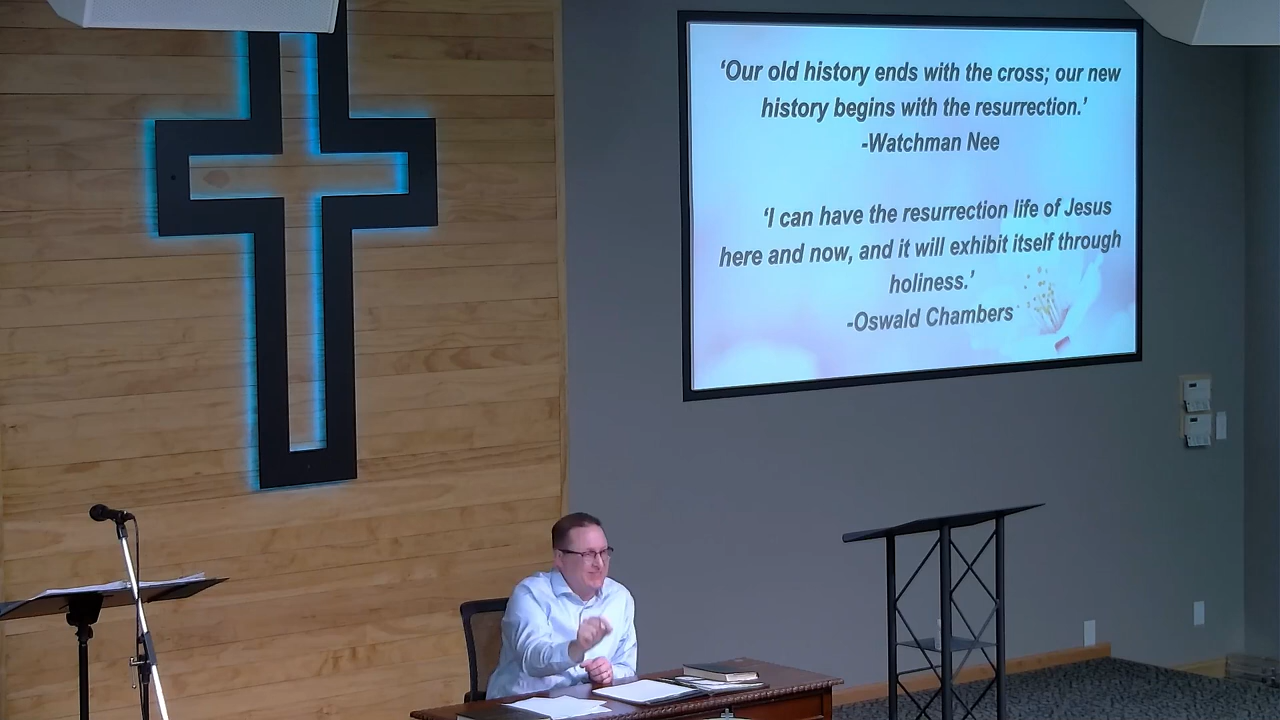 ‘Our old history ends with the cross; our new
history begins with the resurrection.’
-Watchman Nee
‘I can have the resurrection life of Jesus
here and now, and it will exhibit itself through
holiness.’
-Oswald Chambers